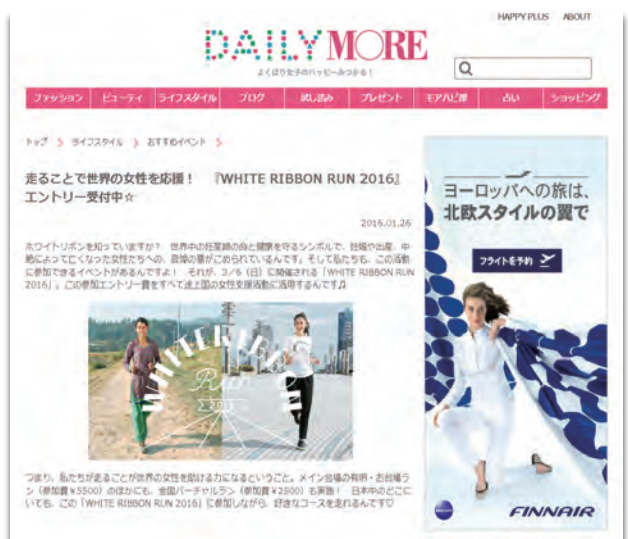 HAPPY PLUS ABOUT
DAILY MORE
よくばり女子のハッピーみつかる!
ファッション ビューティ ライフスタイル ブログ 試し読み プレゼント モアハピ部 占い ショッピング
トップ > ライフスタイル > おすすめイベント >
走ることで世界の女性を応援! 『WHITE RIBBON RUN 2016』
エントリー受付中☆
2016.01.26
ホワイトリボンを知っていますか? 世界中の妊産婦の命と健康を守るシンボルで、妊娠や出産、中
絶によって亡くなった女性たちへの、哀悼の意がこめられているんです。そして私たちも、この活動
に参加できるイベントがあるんですよ! それが、3/6(日)に開催される「WHITE RIBBON RUN
2016」。この参加エントリー費をすべて途上国の女性支援活動に活用するんです♫
WHITE RIBBON
Run
2016
つまり、私たちが走ることが世界の女性を助ける力になるということ。メイン会場の有明・お台場ラ
ン(参加費¥5500)のほかにも、全国バーチャルラン(参加費¥2500)も実施! 日本中のどこに
いても、この「WHITE RIBBON RUN 2016」に参加しながら、好きなコースを走れるんです♡
ヨーロッパへの旅は、
北欧スタイルの翼で
フライトを予約
FINNAIR